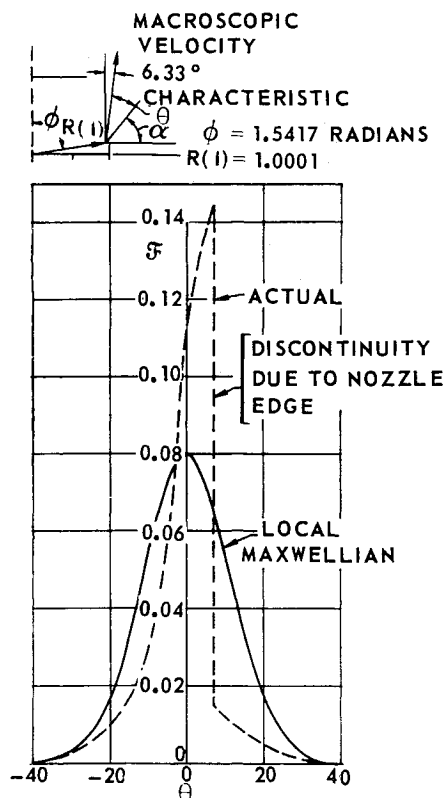 MACROSCOPIC
VELOCITY
6.33°
CHARACTERISTIC
θ
α
ϕ
R(1)
ϕ = 1.5417 RADIANS
R(1) = 1.0001
0.14
ℱ
0.12
ACTUAL
DISCONTINUITY
DUE TO NOZZLE
EDGE
0.10
0.08
0.06
LOCAL
MAXWELLIAN
0.04
0.02
0
-40 -20 0 20 40
θ